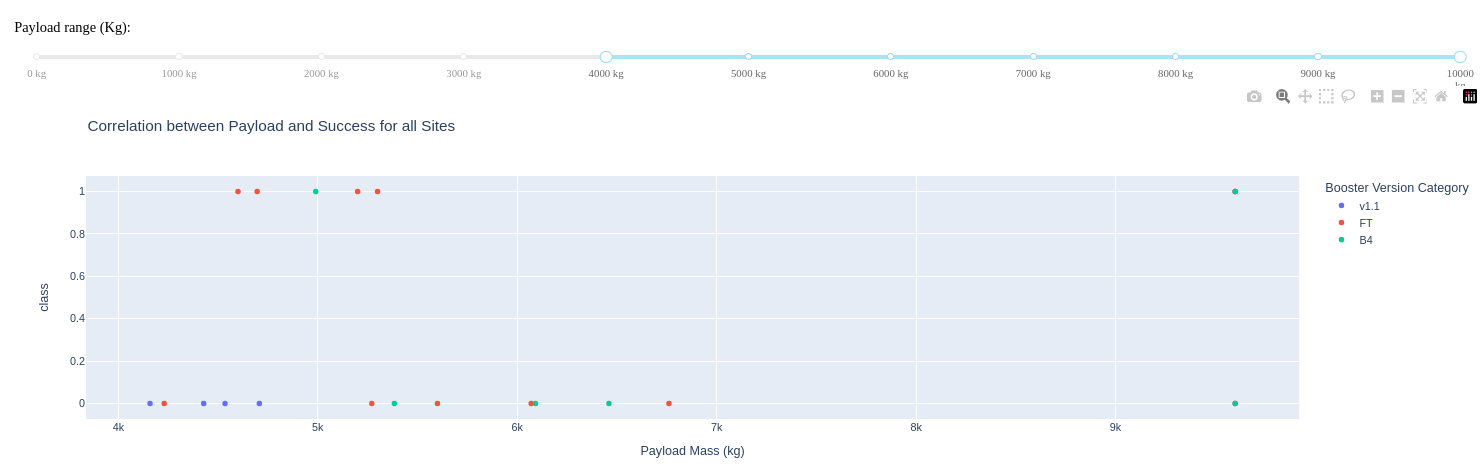 Payload range (Kg):
0 kg 1000 kg 2000 kg 3000 kg 4000 kg 5000 kg 6000 kg 7000 kg 8000 kg 9000 kg 10000
kg
Correlation between Payload and Success for all Sites
Booster Version Category
v1.1
FT
B4
1
0.8
0.6
0.4
0.2
0
class
4k 5k 6k 7k 8k 9k
Payload Mass (kg)